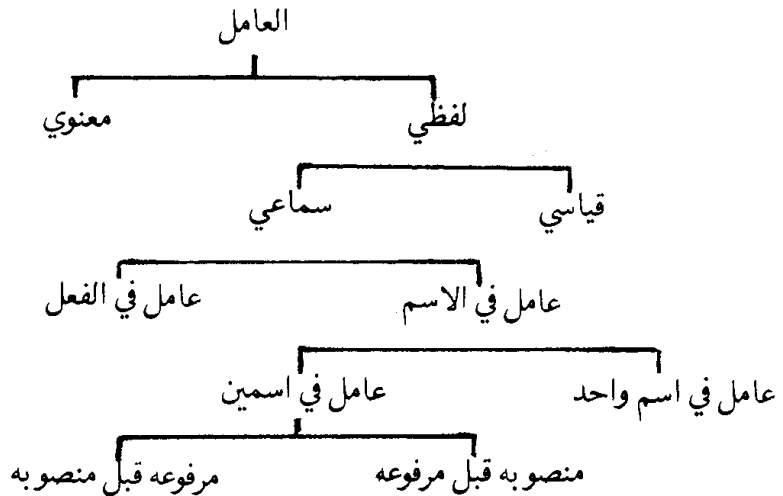 العامل
لفظي معنوي
قياسي سماعي
عامل في الاسم عامل في الفعل
عامل في اسم واحد عامل في اسمين
منصوبه قبل مرفوعه مرفوعه قبل منصوبه